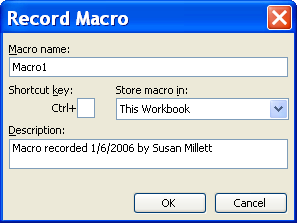 Record Macro
Macro name:
Macro1
Shortcut key: Store macro in:
Ctrl+ This Workbook
Description:
Macro recorded 1/6/2006 by Susan Millett
OK Cancel